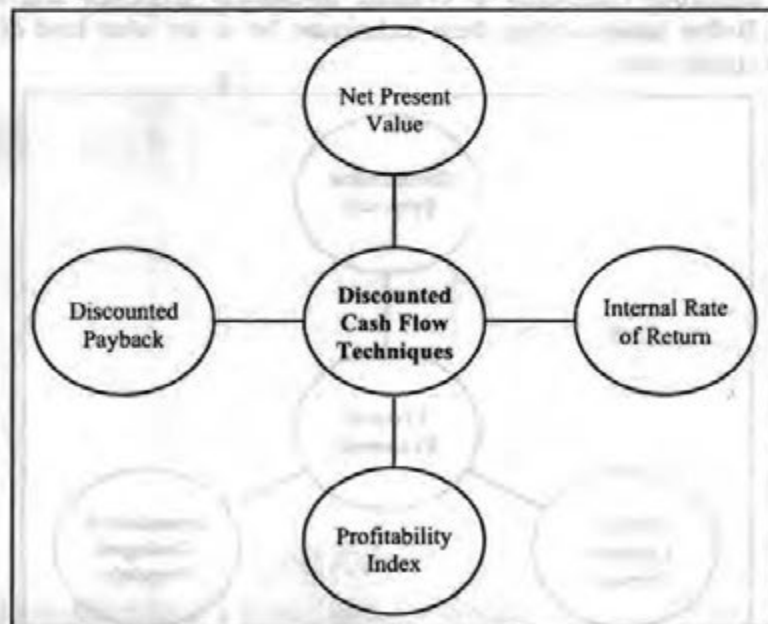 Net Present
Value
Discounted
Payback
Discounted
Cash Flow
Techniques
Internal Rate
of Return
Profitability
Index